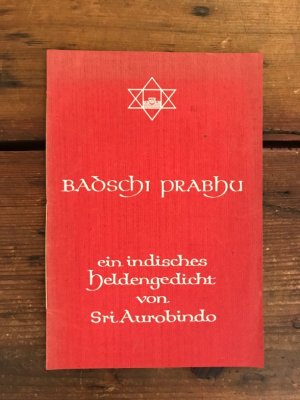 Badschi Prabhu
ein indisches
Heldengedicht
von
Sri Aurobindo